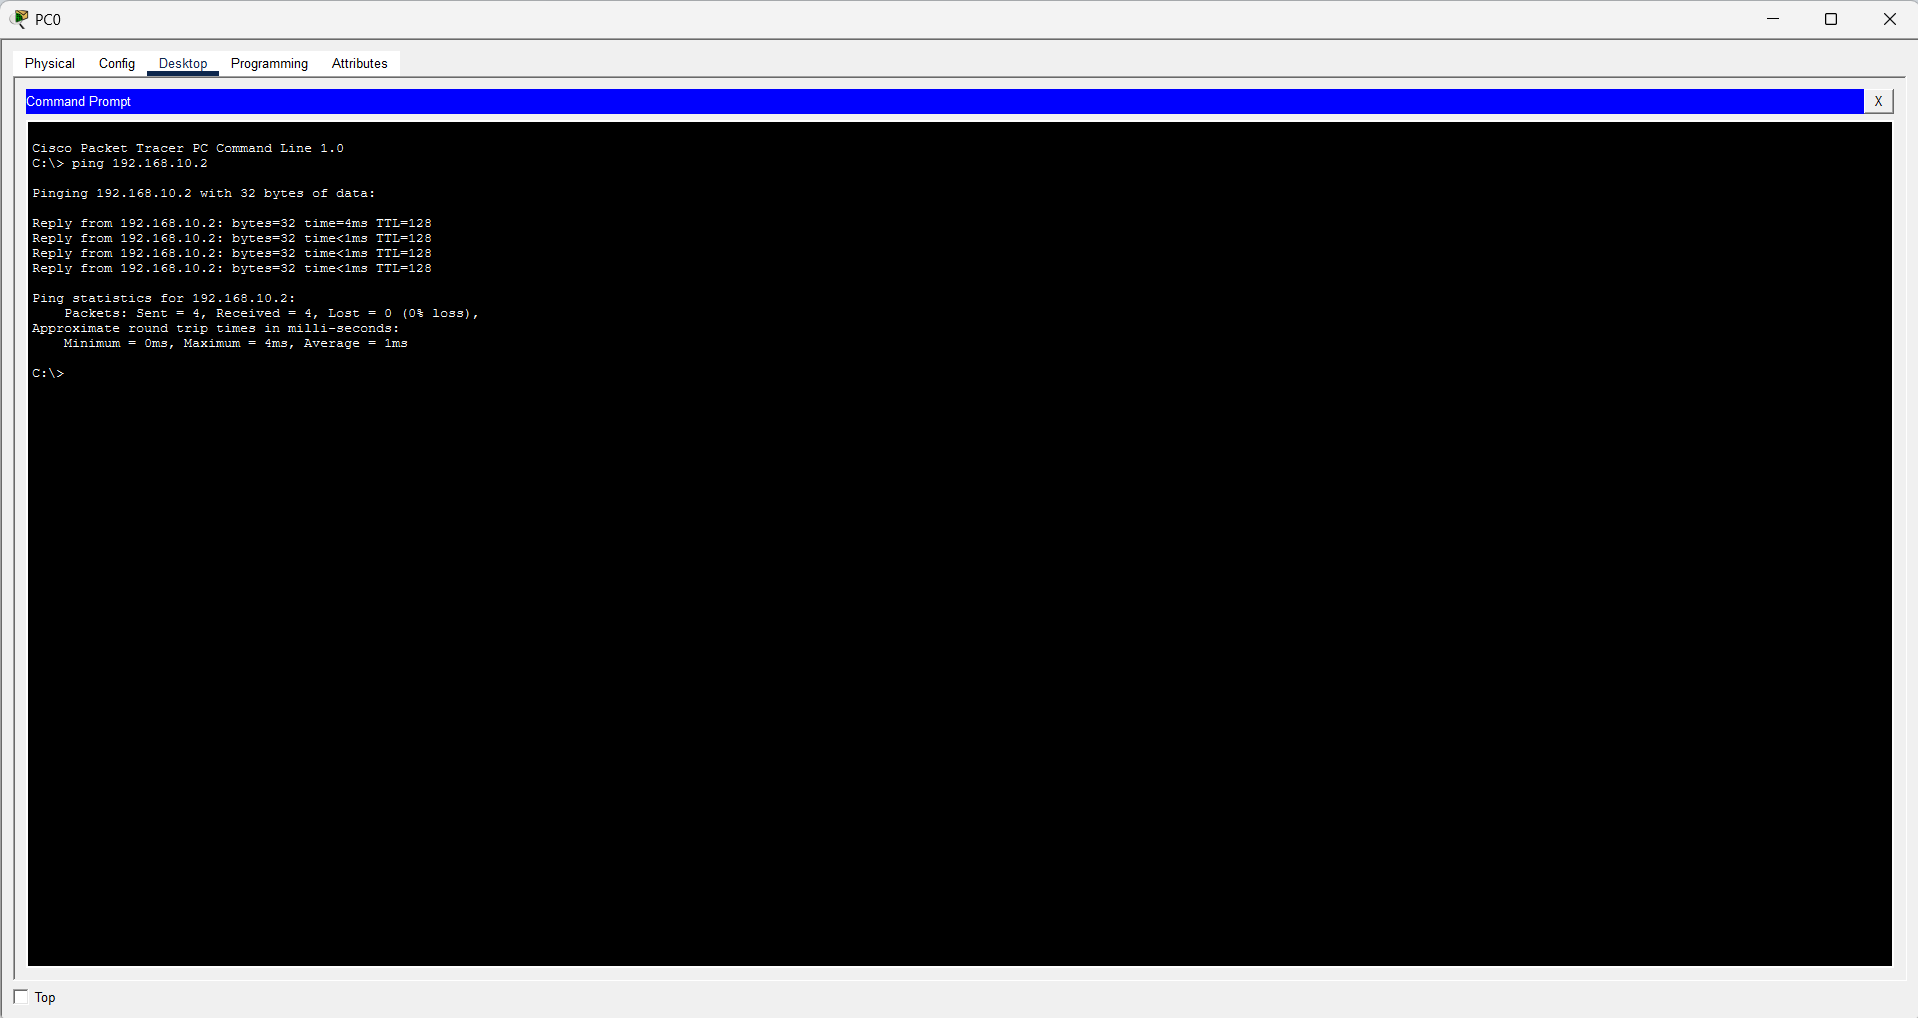 PC0
Physical Config Desktop Programming Attributes
Command Prompt X
Cisco Packet Tracer PC Command Line 1.0
C:\> ping 192.168.10.2
Pinging 192.168.10.2 with 32 bytes of data:
Reply from 192.168.10.2: bytes=32 time=4ms TTL=128
Reply from 192.168.10.2: bytes=32 time<1ms TTL=128
Reply from 192.168.10.2: bytes=32 time<1ms TTL=128
Reply from 192.168.10.2: bytes=32 time<1ms TTL=128
Ping statistics for 192.168.10.2:
    Packets: Sent = 4, Received = 4, Lost = 0 (0% loss),
Approximate round trip times in milli-seconds:
    Minimum = 0ms, Maximum = 4ms, Average = 1ms
C:\>
Top